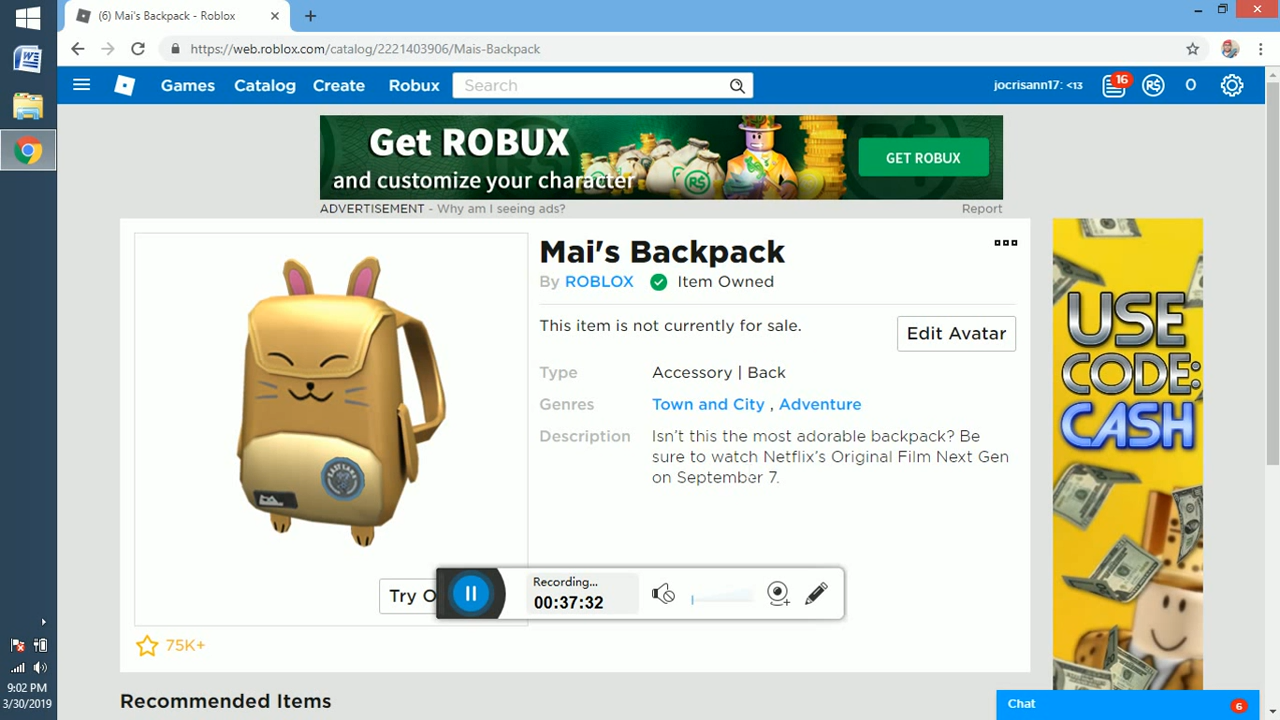 (6) Mai's Backpack - Roblox
https://web.roblox.com/catalog/2221403906/Mais-Backpack
Games Catalog Create Robux Search jocrisann17: <13 16 R$ 0
Get ROBUX
and customize your character
GET ROBUX
ADVERTISEMENT - Why am I seeing ads? Report
Mai's Backpack
By ROBLOX Item Owned
This item is not currently for sale.
Edit Avatar
Type Accessory | Back
Genres Town and City , Adventure
Description Isn't this the most adorable backpack? Be
sure to watch Netflix's Original Film Next Gen
on September 7.
USE
CODE:
CASH
Try O
Recording...
00:37:32
75K+
Recommended Items
Chat 6
9:02 PM
3/30/2019